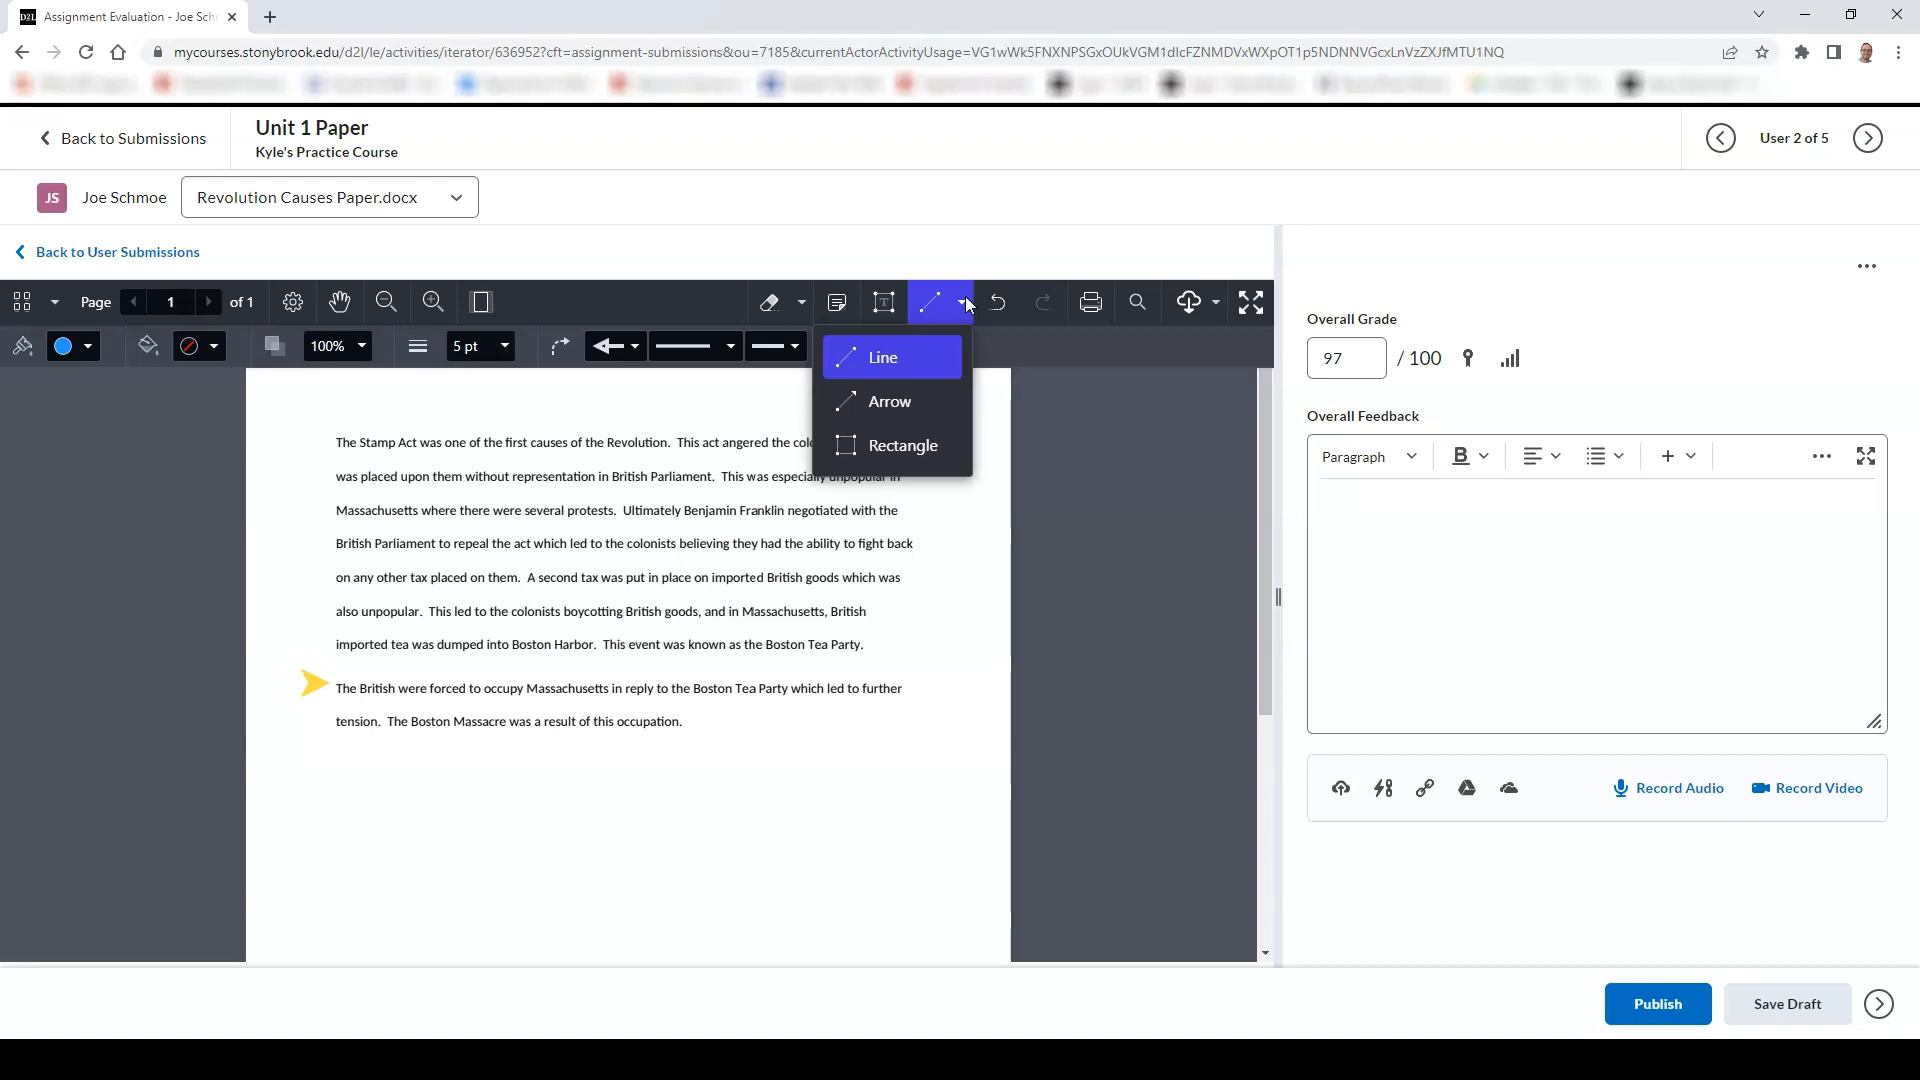 D2L Assignment Evaluation - Joe Sch
mycourses.stonybrook.edu/d2l/le/activities/iterator/636952?cft=assignment-submissions&ou=7185&currentActorActivityUsage=VG1wWk5FNXNPSGxOUkVGM1dlcFZNMDVxWXpOT1p5NDNNVGcxLnVzZXJfMTU1NQ
Back to Submissions
Unit 1 Paper
Kyle's Practice Course
User 2 of 5
JS Joe Schmoe Revolution Causes Paper.docx
Back to User Submissions
Page 1 of 1
100% 5 pt
Line
Arrow
Rectangle
The Stamp Act was one of the first causes of the Revolution. This act angered the
was placed upon them without representation in British Parliament. This was especially unpopular in
Massachusetts where there were several protests. Ultimately Benjamin Franklin negotiated with the
British Parliament to repeal the act which led to the colonists believing they had the ability to fight back
on any other tax placed on them. A second tax was put in place on imported British goods which was
also unpopular. This led to the colonists boycotting British goods, and in Massachusetts, British
imported tea was dumped into Boston Harbor. This event was known as the Boston Tea Party.
The British were forced to occupy Massachusetts in reply to the Boston Tea Party which led to further
tension. The Boston Massacre was a result of this occupation.
Overall Grade
97 / 100
Overall Feedback
Paragraph B
Record Audio Record Video
Publish Save Draft